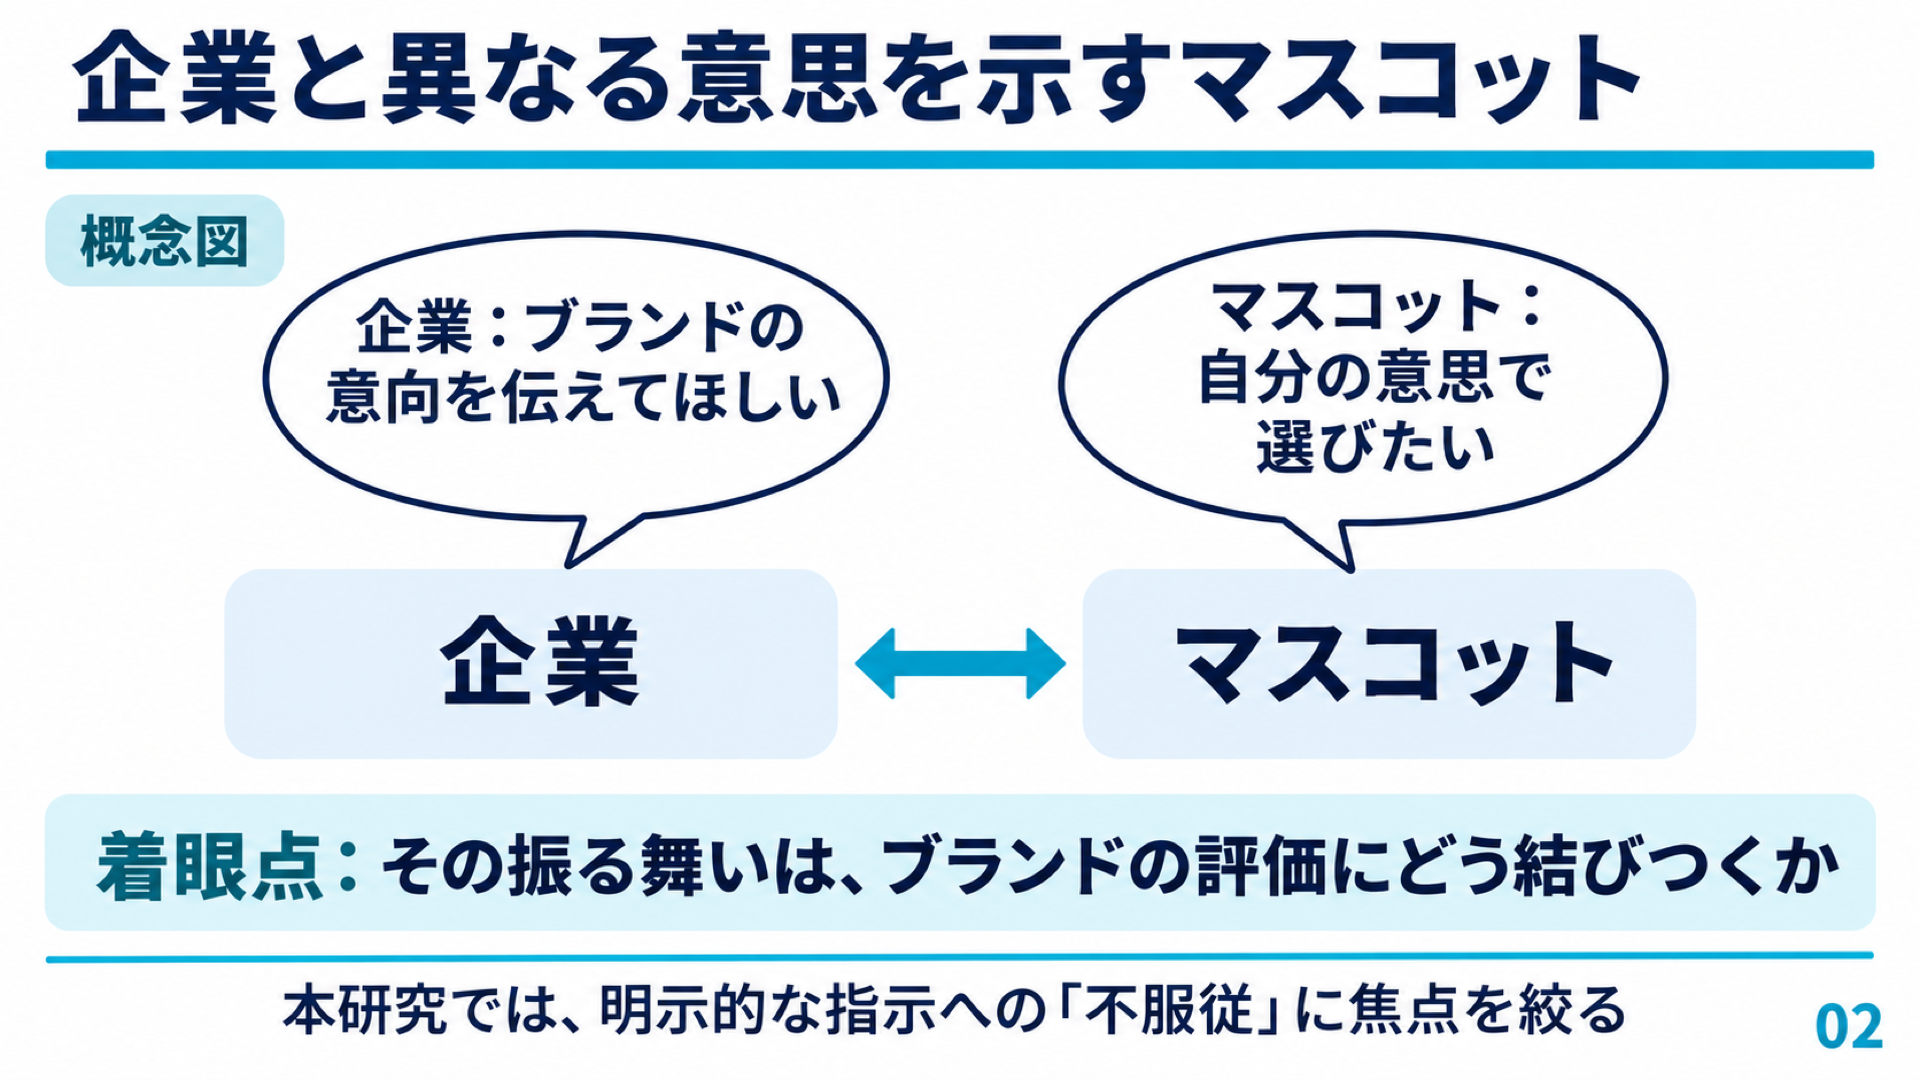 企業と異なる意思を示すマスコット
概念図
企業：ブランドの
意向を伝えてほしい
マスコット：
自分の意思で
選びたい
企業
マスコット
着眼点：その振る舞いは、ブランドの評価にどう結びつくか
本研究では、明示的な指示への「不服従」に焦点を絞る
02